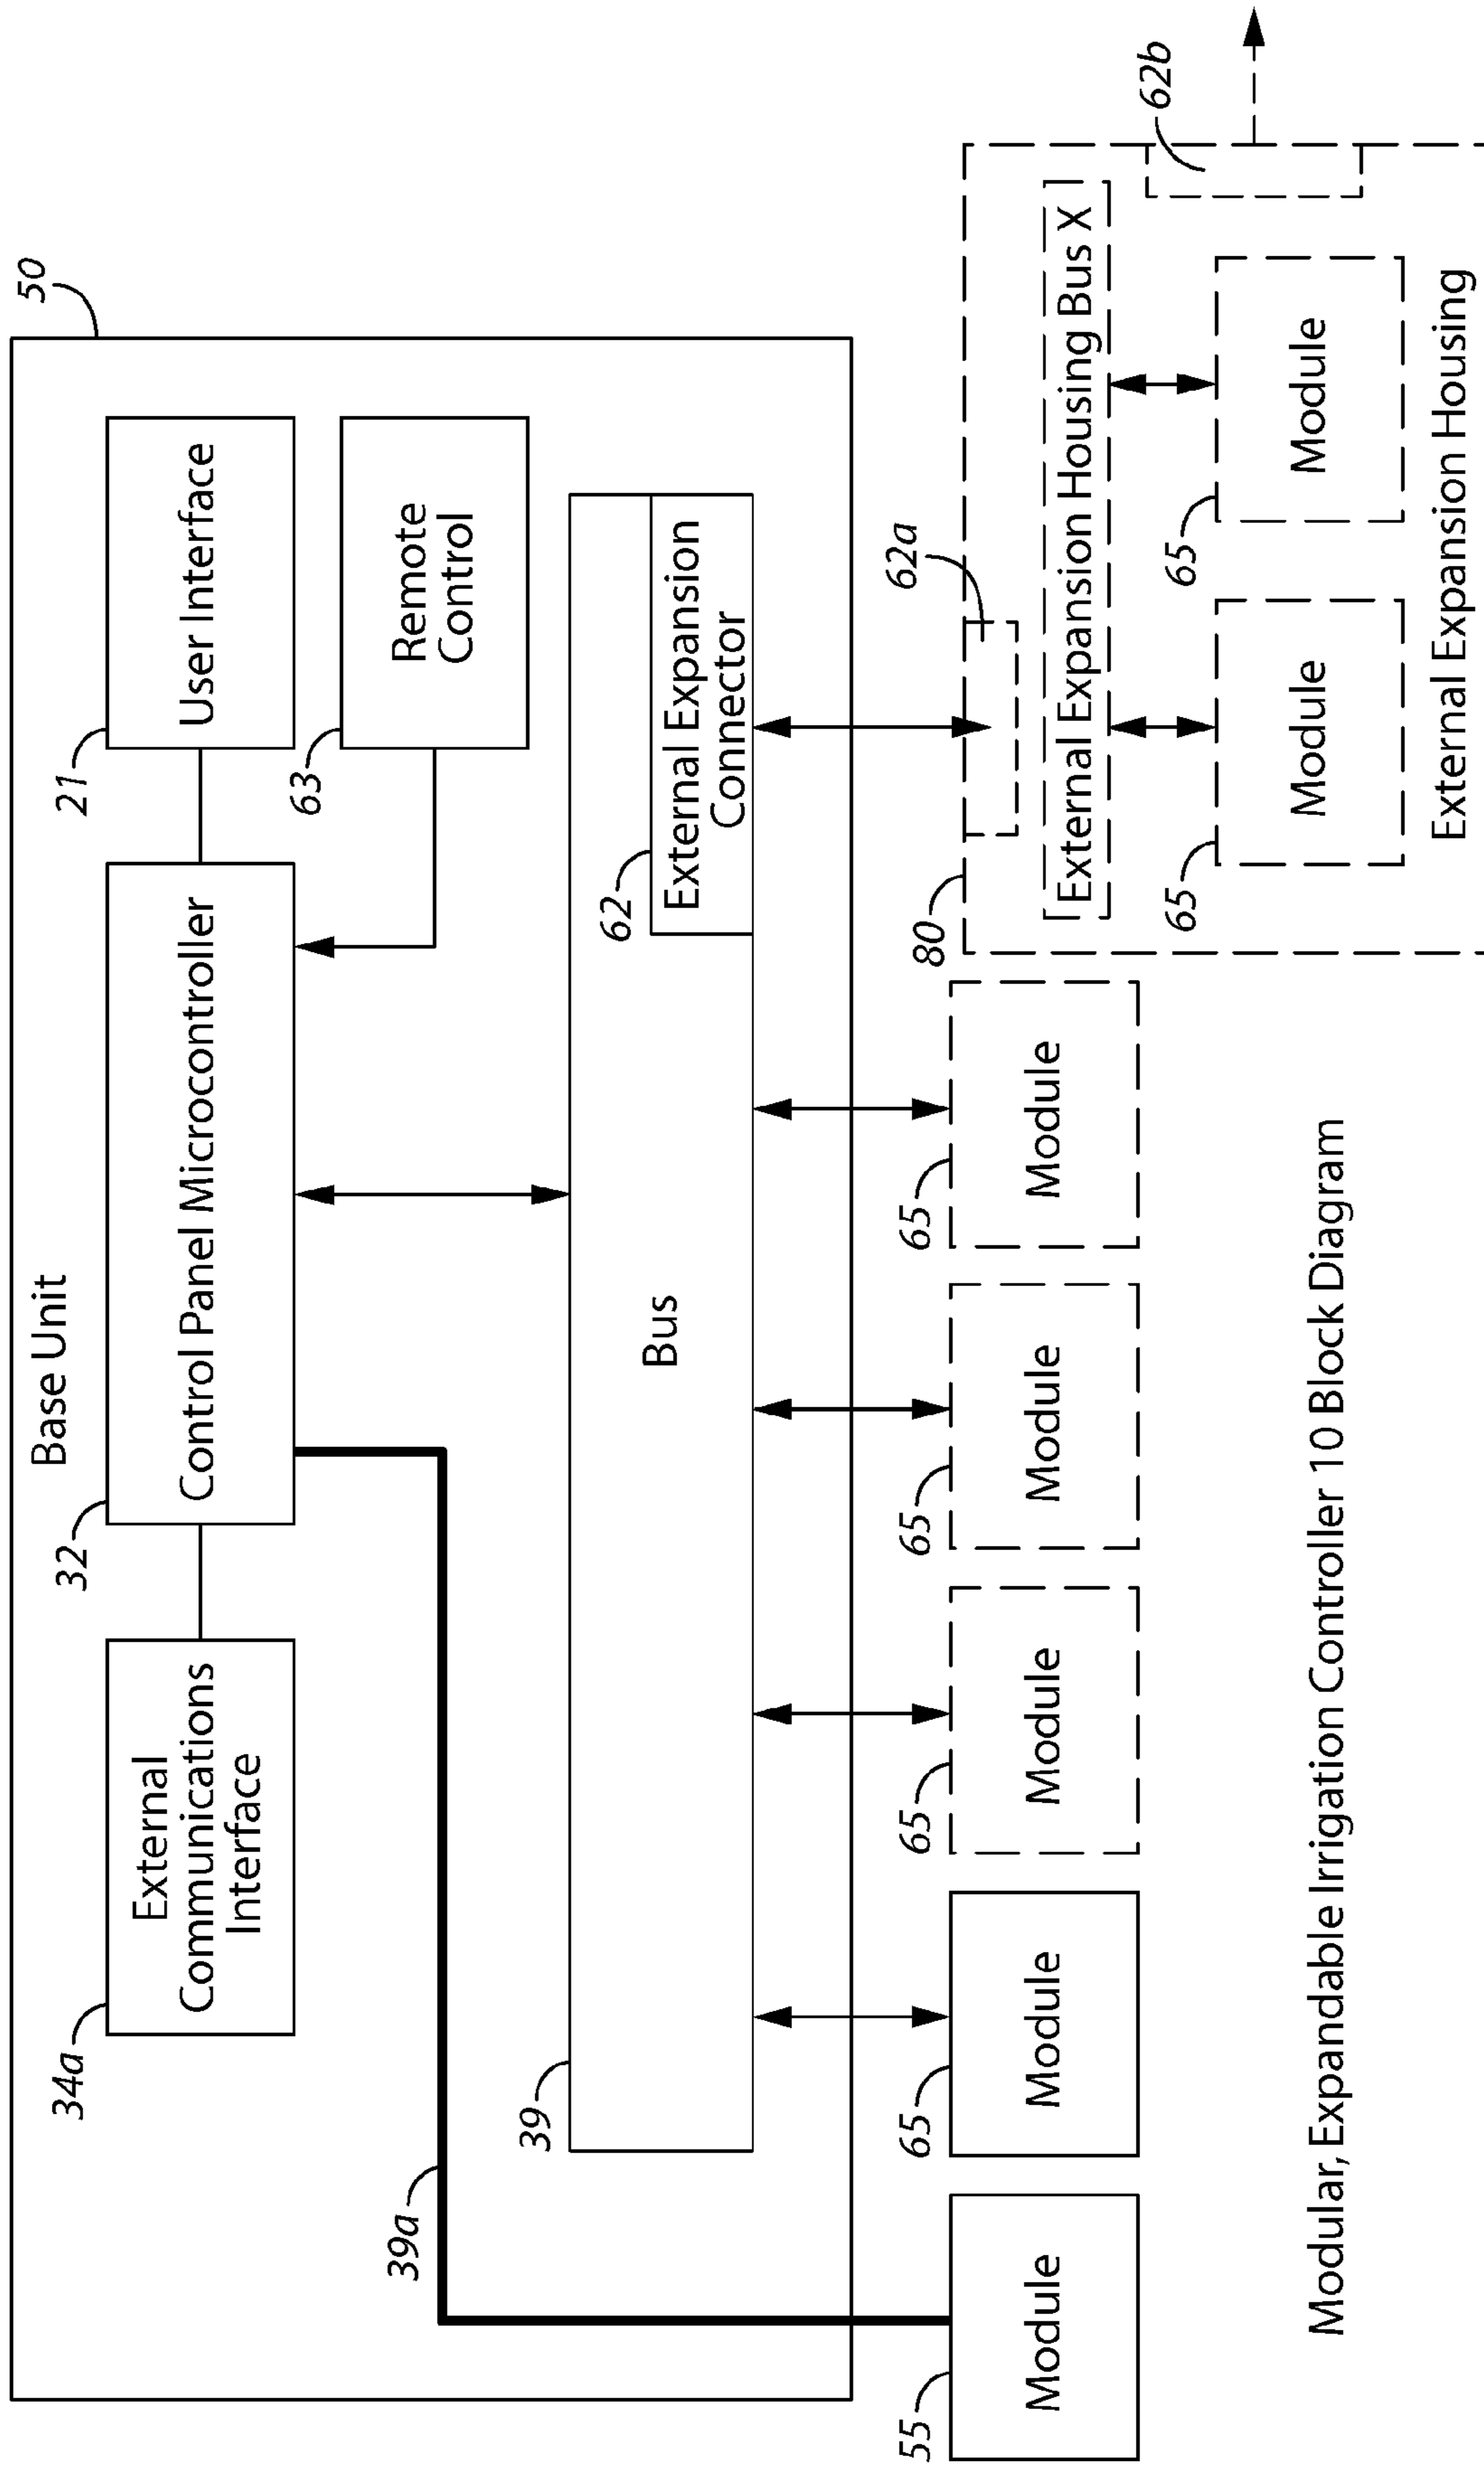 50
Base Unit
34a
External
Communications
Interface
32
Control Panel Microcontroller
21
User Interface
63
Remote
Control
39a
39
Bus
62
External Expansion
Connector
55
Module
65
Module
65
Module
65
Module
65
Module
80
62a
62b
External Expansion Housing Bus X
65
Module
65
Module
External Expansion Housing
Modular, Expandable Irrigation Controller 10 Block Diagram